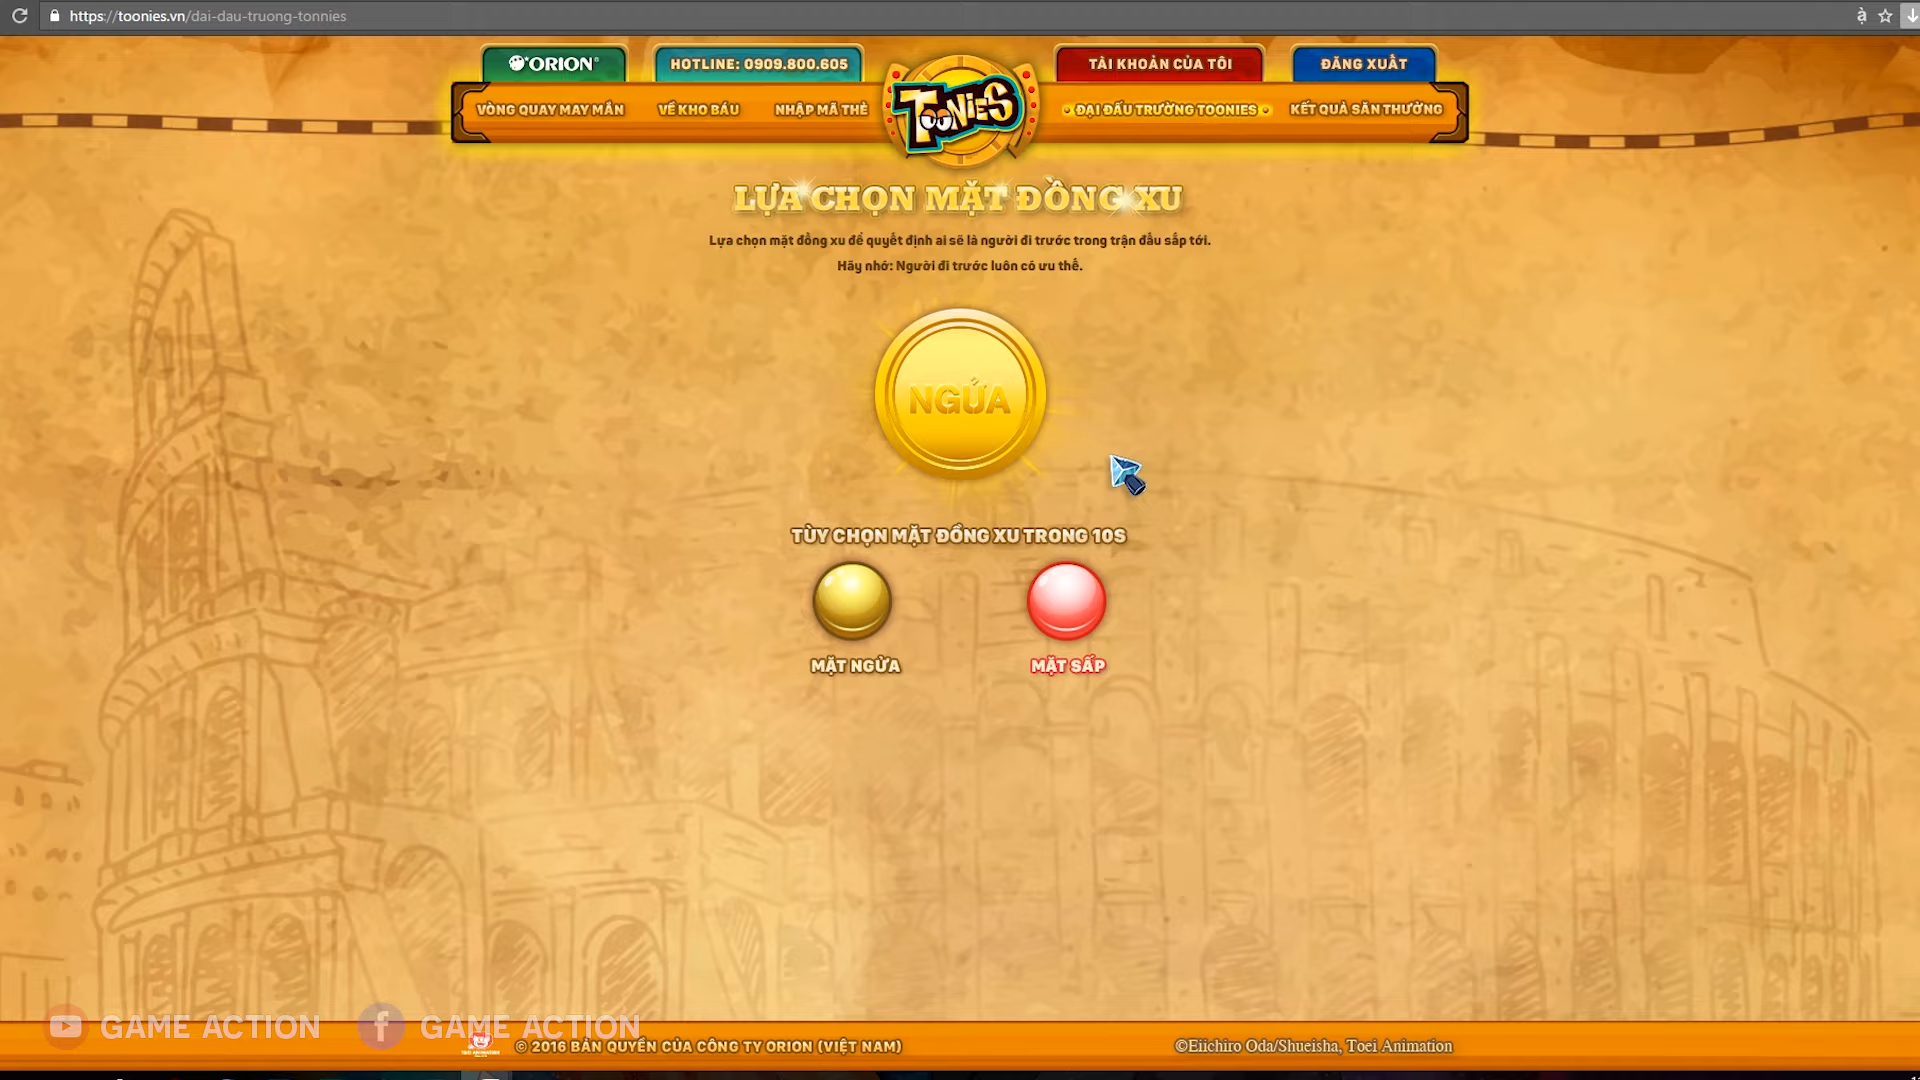 https://toonies.vn/dai-dau-truong-tonnies
ORION
HOTLINE: 0909.800.605
TÀI KHOẢN CỦA TÔI
ĐĂNG XUẤT
VÒNG QUAY MAY MẮN
VỀ KHO BÁU
NHẬP MÃ THẺ
TOONIES
ĐẠI ĐẤU TRƯỜNG TOONIES
KẾT QUẢ SĂN THƯỞNG
LỰA CHỌN MẶT ĐỒNG XU
Lựa chọn mặt đồng xu để quyết định ai sẽ là người đi trước trong trận đấu sắp tới.
Hãy nhớ: Người đi trước luôn có ưu thế.
NGỬA
TÙY CHỌN MẶT ĐỒNG XU TRONG 10S
MẶT NGỬA
MẶT SẤP
GAME ACTION
GAME ACTION
© 2016 BẢN QUYỀN CỦA CÔNG TY ORION (VIỆT NAM)
©Eiichiro Oda/Shueisha, Toei Animation